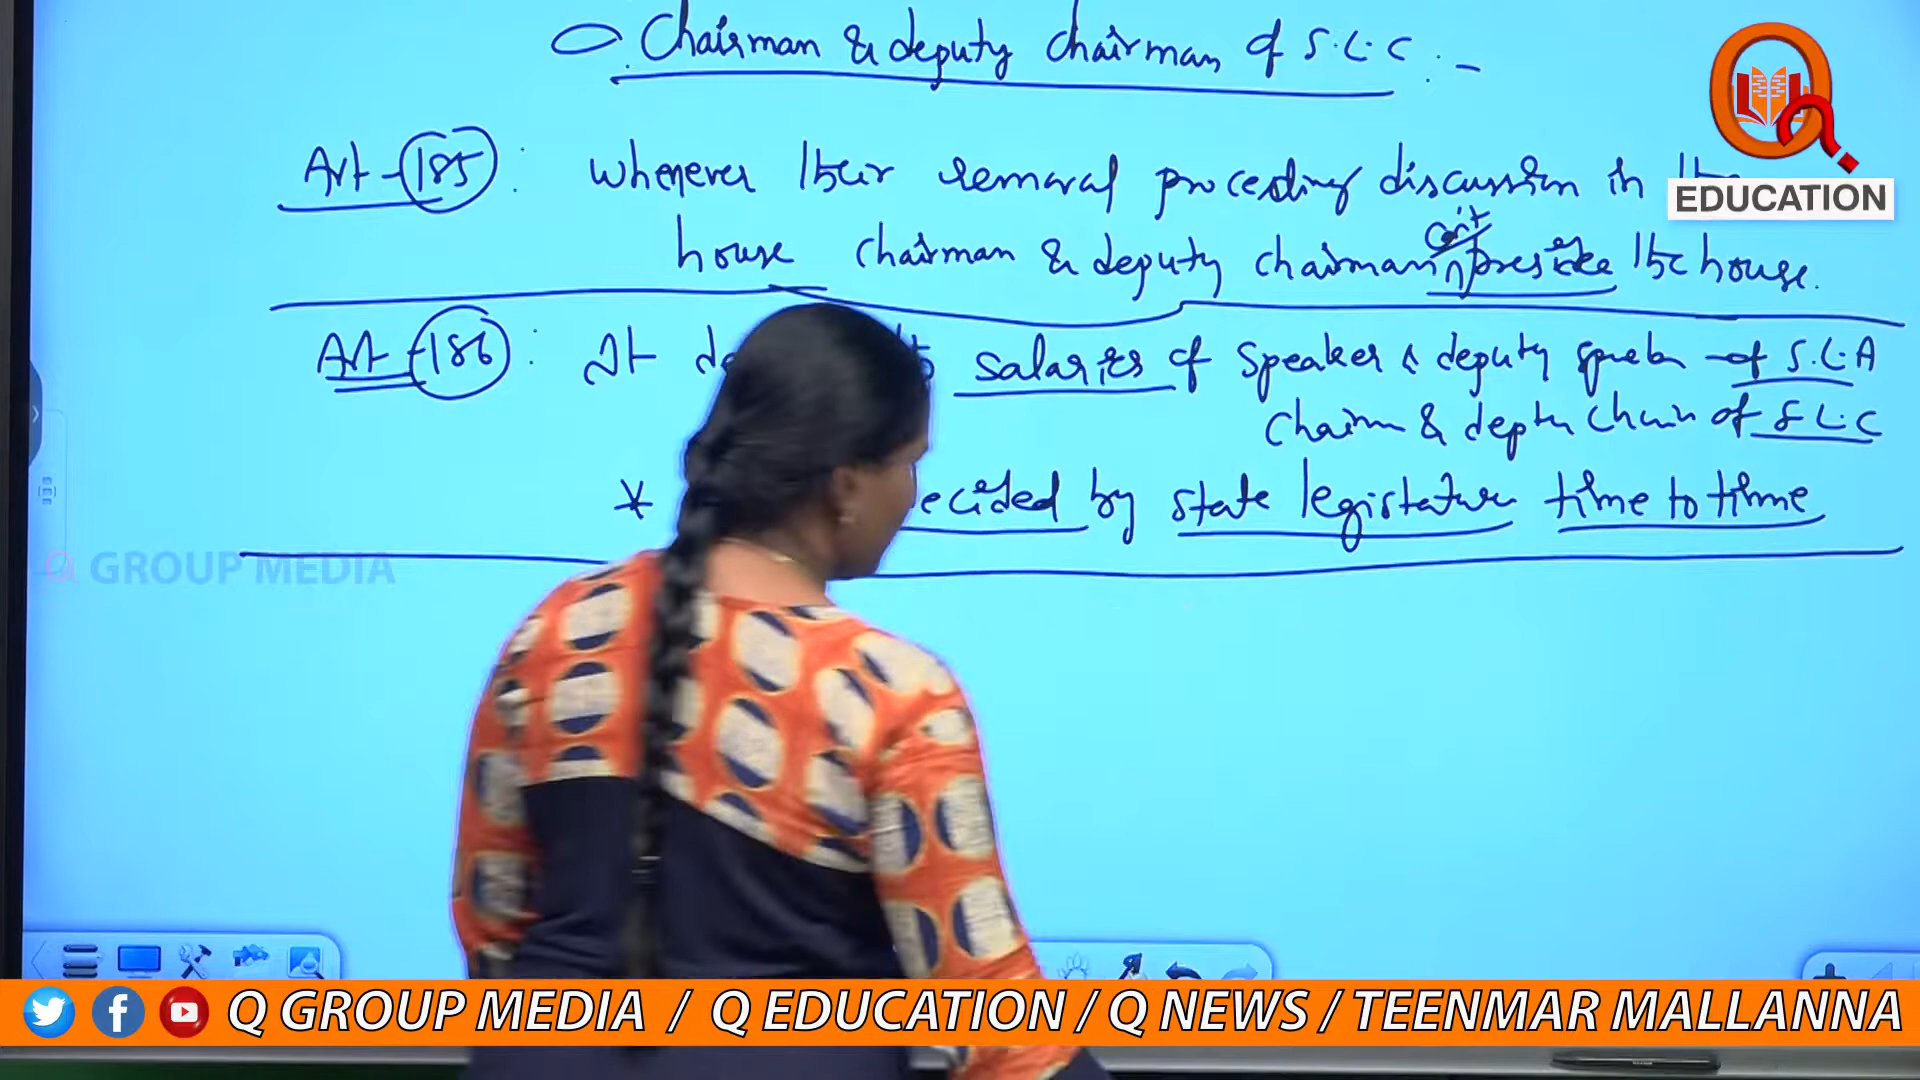 Chairman & deputy chairman of S.L.C : -
Art - 185 : whenever their removal proceeding discussion in the
house chairman & deputy chairman can't preside the house.
Art - 186 : It salaries of speaker & deputy speaker of S.L.A
chairm & depty chairm of S L C
* ecided by state legislature time to time
Q EDUCATION
Q GROUP MEDIA
Q GROUP MEDIA / Q EDUCATION / Q NEWS / TEENMAR MALLANNA